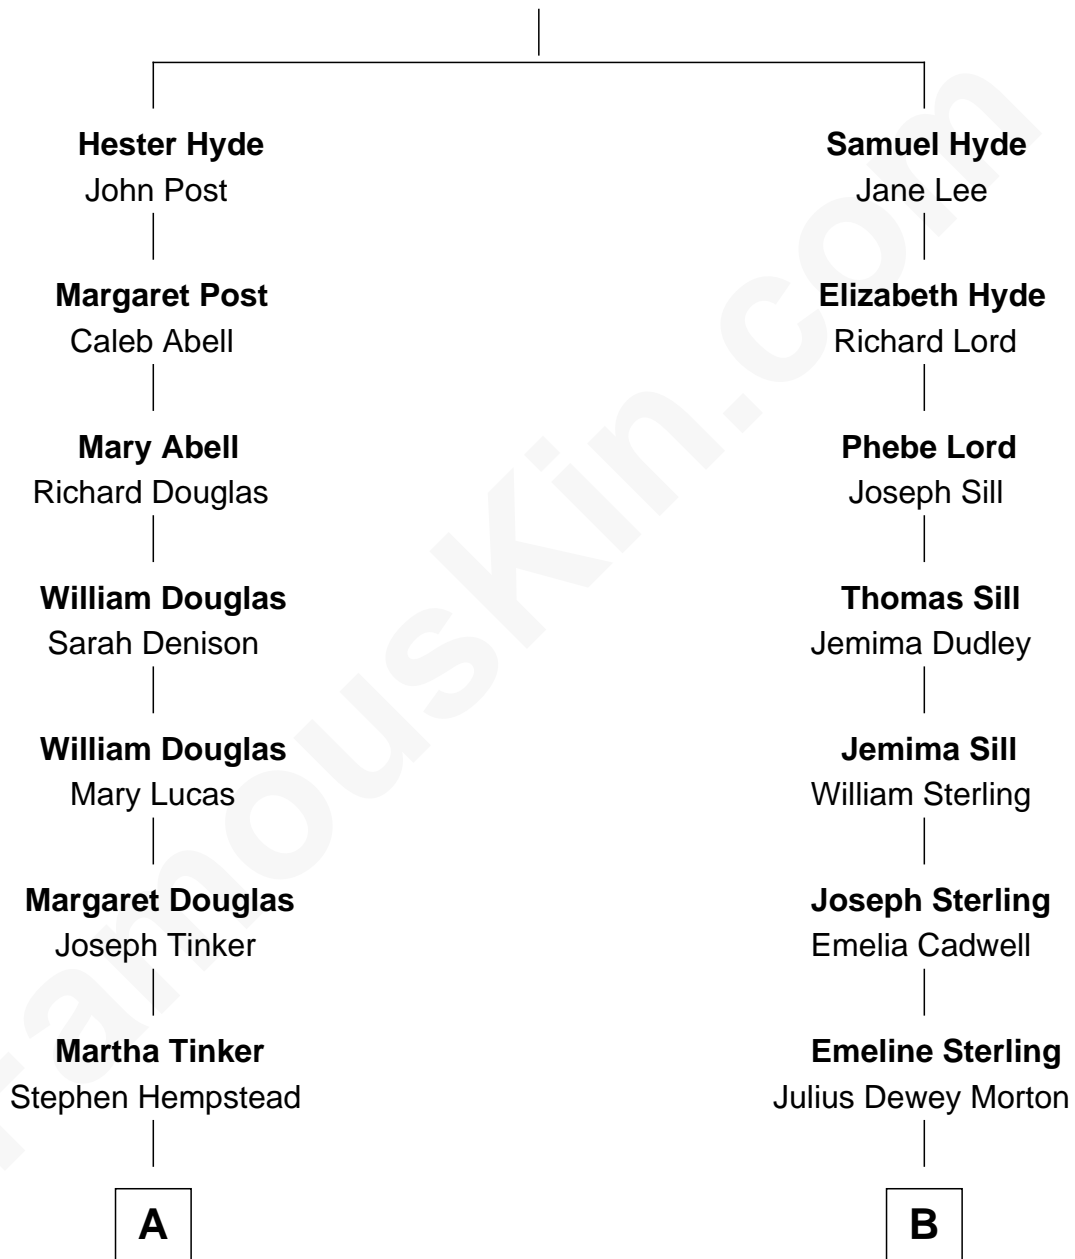 Hester Hyde
John Post
Samuel Hyde
Jane Lee
Margaret Post
Caleb Abell
Elizabeth Hyde
Richard Lord
Mary Abell
Richard Douglas
Phebe Lord
Joseph Sill
William Douglas
Sarah Denison
Thomas Sill
Jemima Dudley
William Douglas
Mary Lucas
Jemima Sill
William Sterling
Margaret Douglas
Joseph Tinker
Joseph Sterling
Emelia Cadwell
Martha Tinker
Stephen Hempstead
Emeline Sterling
Julius Dewey Morton
A
B
FamousKin.com